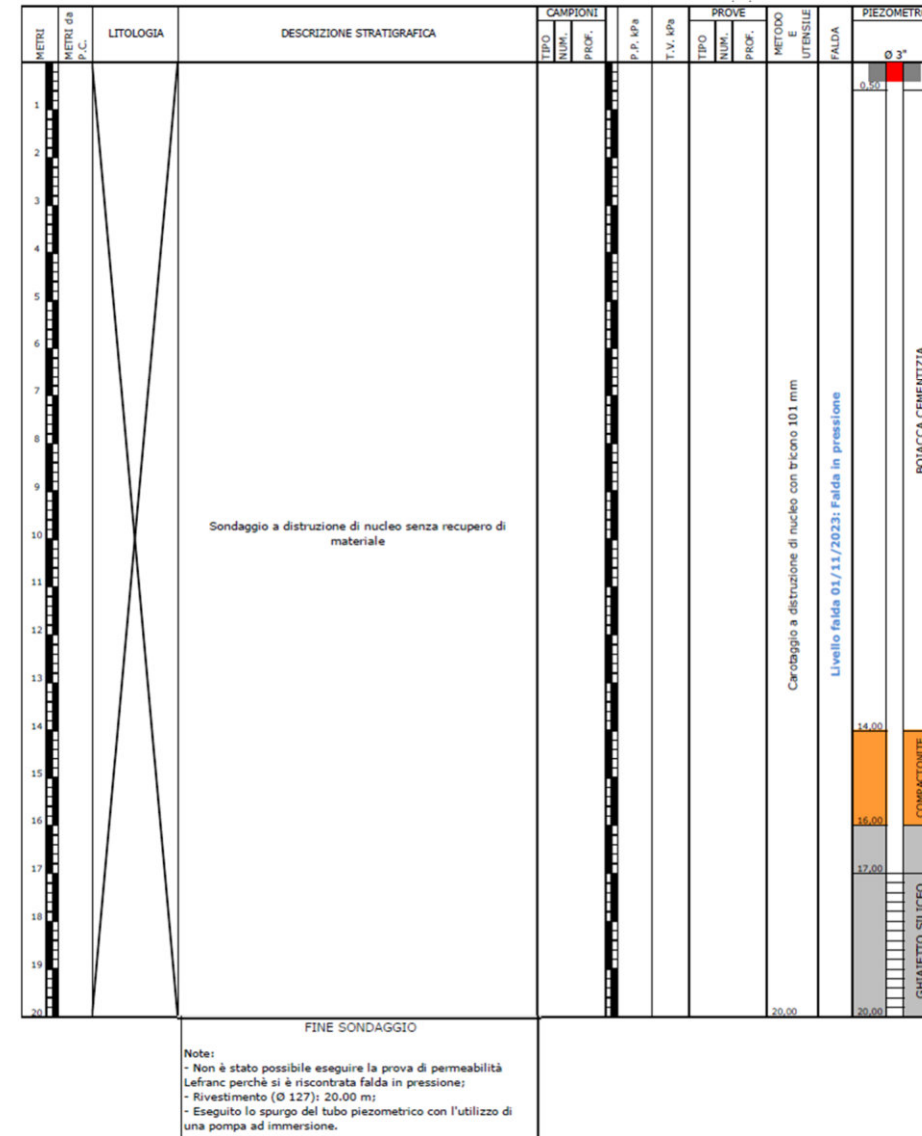 METRI
METRI da
P.C.
LITOLOGIA
DESCRIZIONE STRATIGRAFICA
CAMPIONI
TIPO
NUM.
PROF.
P.P. kPa
T.V. kPa
PROVE
TIPO
NUM.
PROF.
METODO
E
UTENSILE
FALDA
PIEZOMETRO
Ø 3"
0,50
1
2
3
4
5
6
7
8
9
10
11
12
13
14
15
16
17
18
19
20
Sondaggio a distruzione di nucleo senza recupero di
materiale
Carotaggio a distruzione di nucleo con tricono 101 mm
20,00
Livello falda 01/11/2023: Falda in pressione
BOIACCA CEMENTIZIA
14,00
COMPACTONITE
16,00
17,00
GHIAIETTO SILICEO
20,00
FINE SONDAGGIO
Note:
- Non è stato possibile eseguire la prova di permeabilità
Lefranc perchè si è riscontrata falda in pressione;
- Rivestimento (Ø 127): 20.00 m;
- Eseguito lo spurgo del tubo piezometrico con l'utilizzo di
una pompa ad immersione.